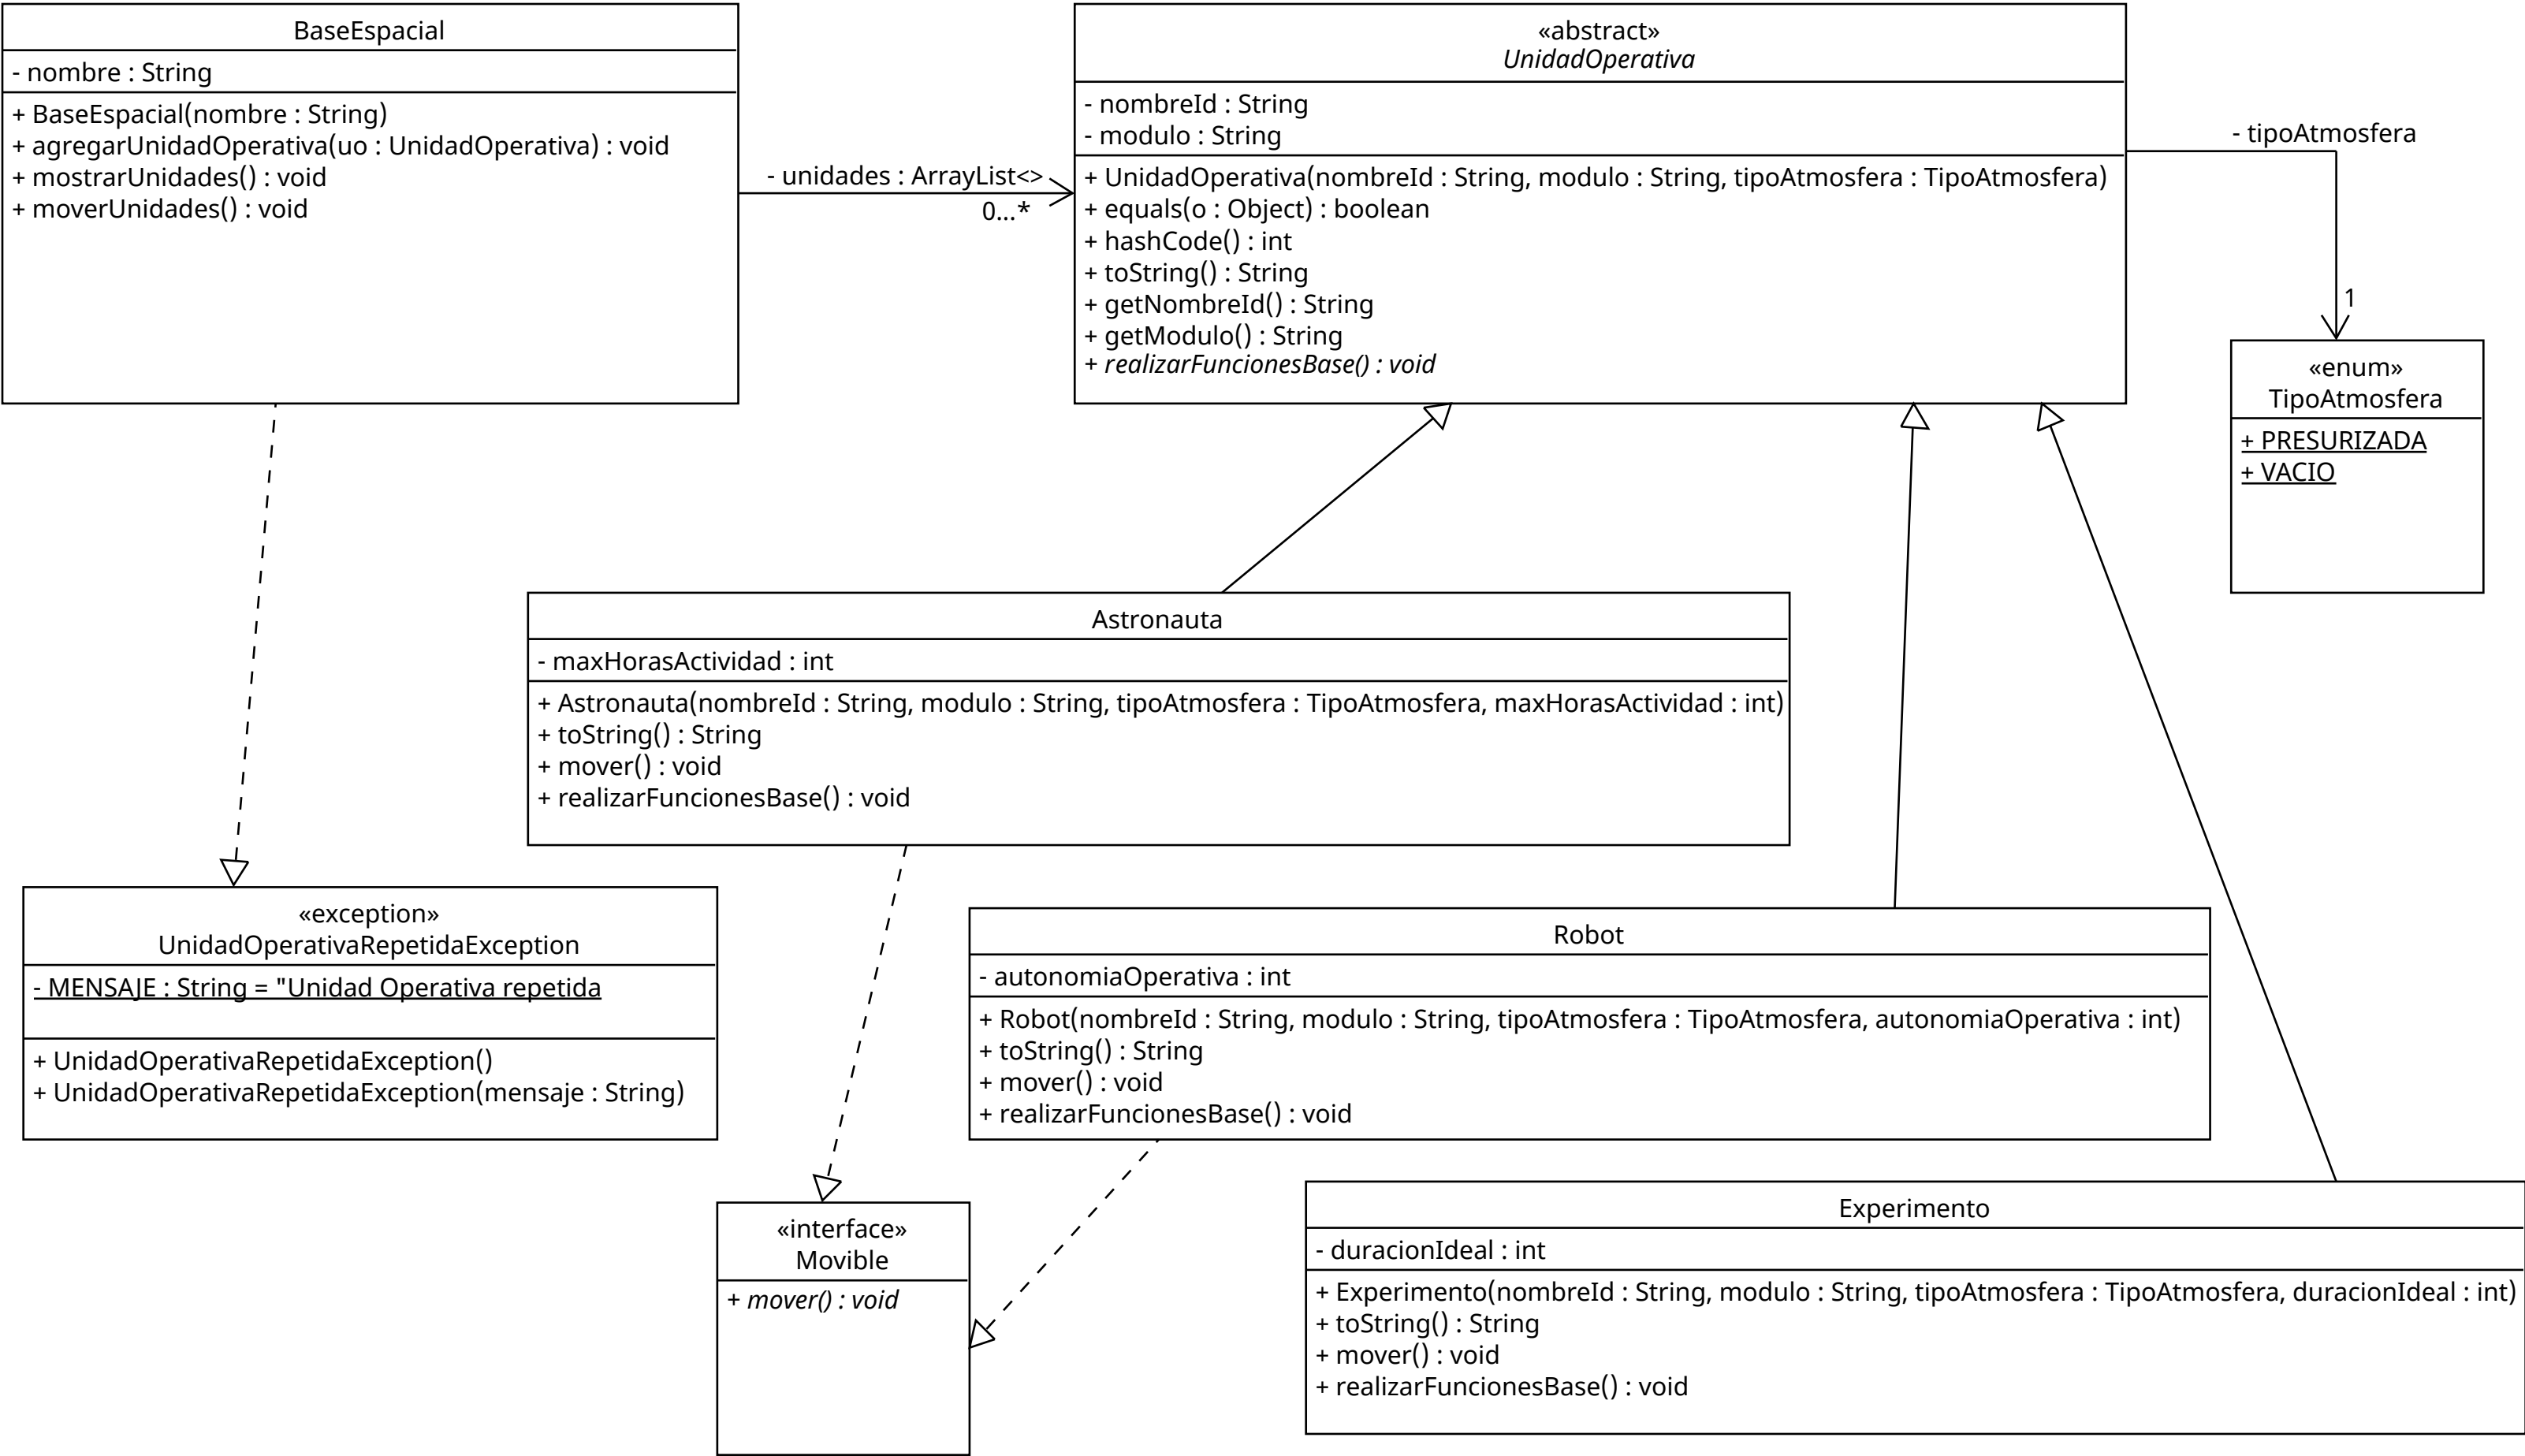 BaseEspacial
- nombre : String
+ BaseEspacial(nombre : String)
+ agregarUnidadOperativa(uo : UnidadOperativa) : void
+ mostrarUnidades() : void
+ moverUnidades() : void
- unidades : ArrayList<>
0...*
«abstract»
UnidadOperativa
- nombreId : String
- modulo : String
+ UnidadOperativa(nombreId : String, modulo : String, tipoAtmosfera : TipoAtmosfera)
+ equals(o : Object) : boolean
+ hashCode() : int
+ toString() : String
+ getNombreId() : String
+ getModulo() : String
+ realizarFuncionesBase() : void
- tipoAtmosfera
1
«enum»
TipoAtmosfera
+ PRESURIZADA
+ VACIO
Astronauta
- maxHorasActividad : int
+ Astronauta(nombreId : String, modulo : String, tipoAtmosfera : TipoAtmosfera, maxHorasActividad : int)
+ toString() : String
+ mover() : void
+ realizarFuncionesBase() : void
«exception»
UnidadOperativaRepetidaException
- MENSAJE : String = "Unidad Operativa repetida
+ UnidadOperativaRepetidaException()
+ UnidadOperativaRepetidaException(mensaje : String)
Robot
- autonomiaOperativa : int
+ Robot(nombreId : String, modulo : String, tipoAtmosfera : TipoAtmosfera, autonomiaOperativa : int)
+ toString() : String
+ mover() : void
+ realizarFuncionesBase() : void
«interface»
Movible
+ mover() : void
Experimento
- duracionIdeal : int
+ Experimento(nombreId : String, modulo : String, tipoAtmosfera : TipoAtmosfera, duracionIdeal : int)
+ toString() : String
+ mover() : void
+ realizarFuncionesBase() : void